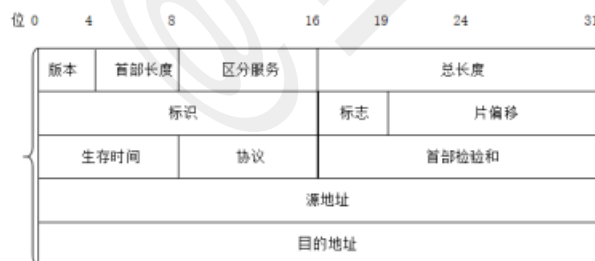 位 0 4 8 16 19 24 31
版本 首部长度 区分服务 总长度
标识 标志 片偏移
生存时间 协议 首部检验和
源地址
目的地址